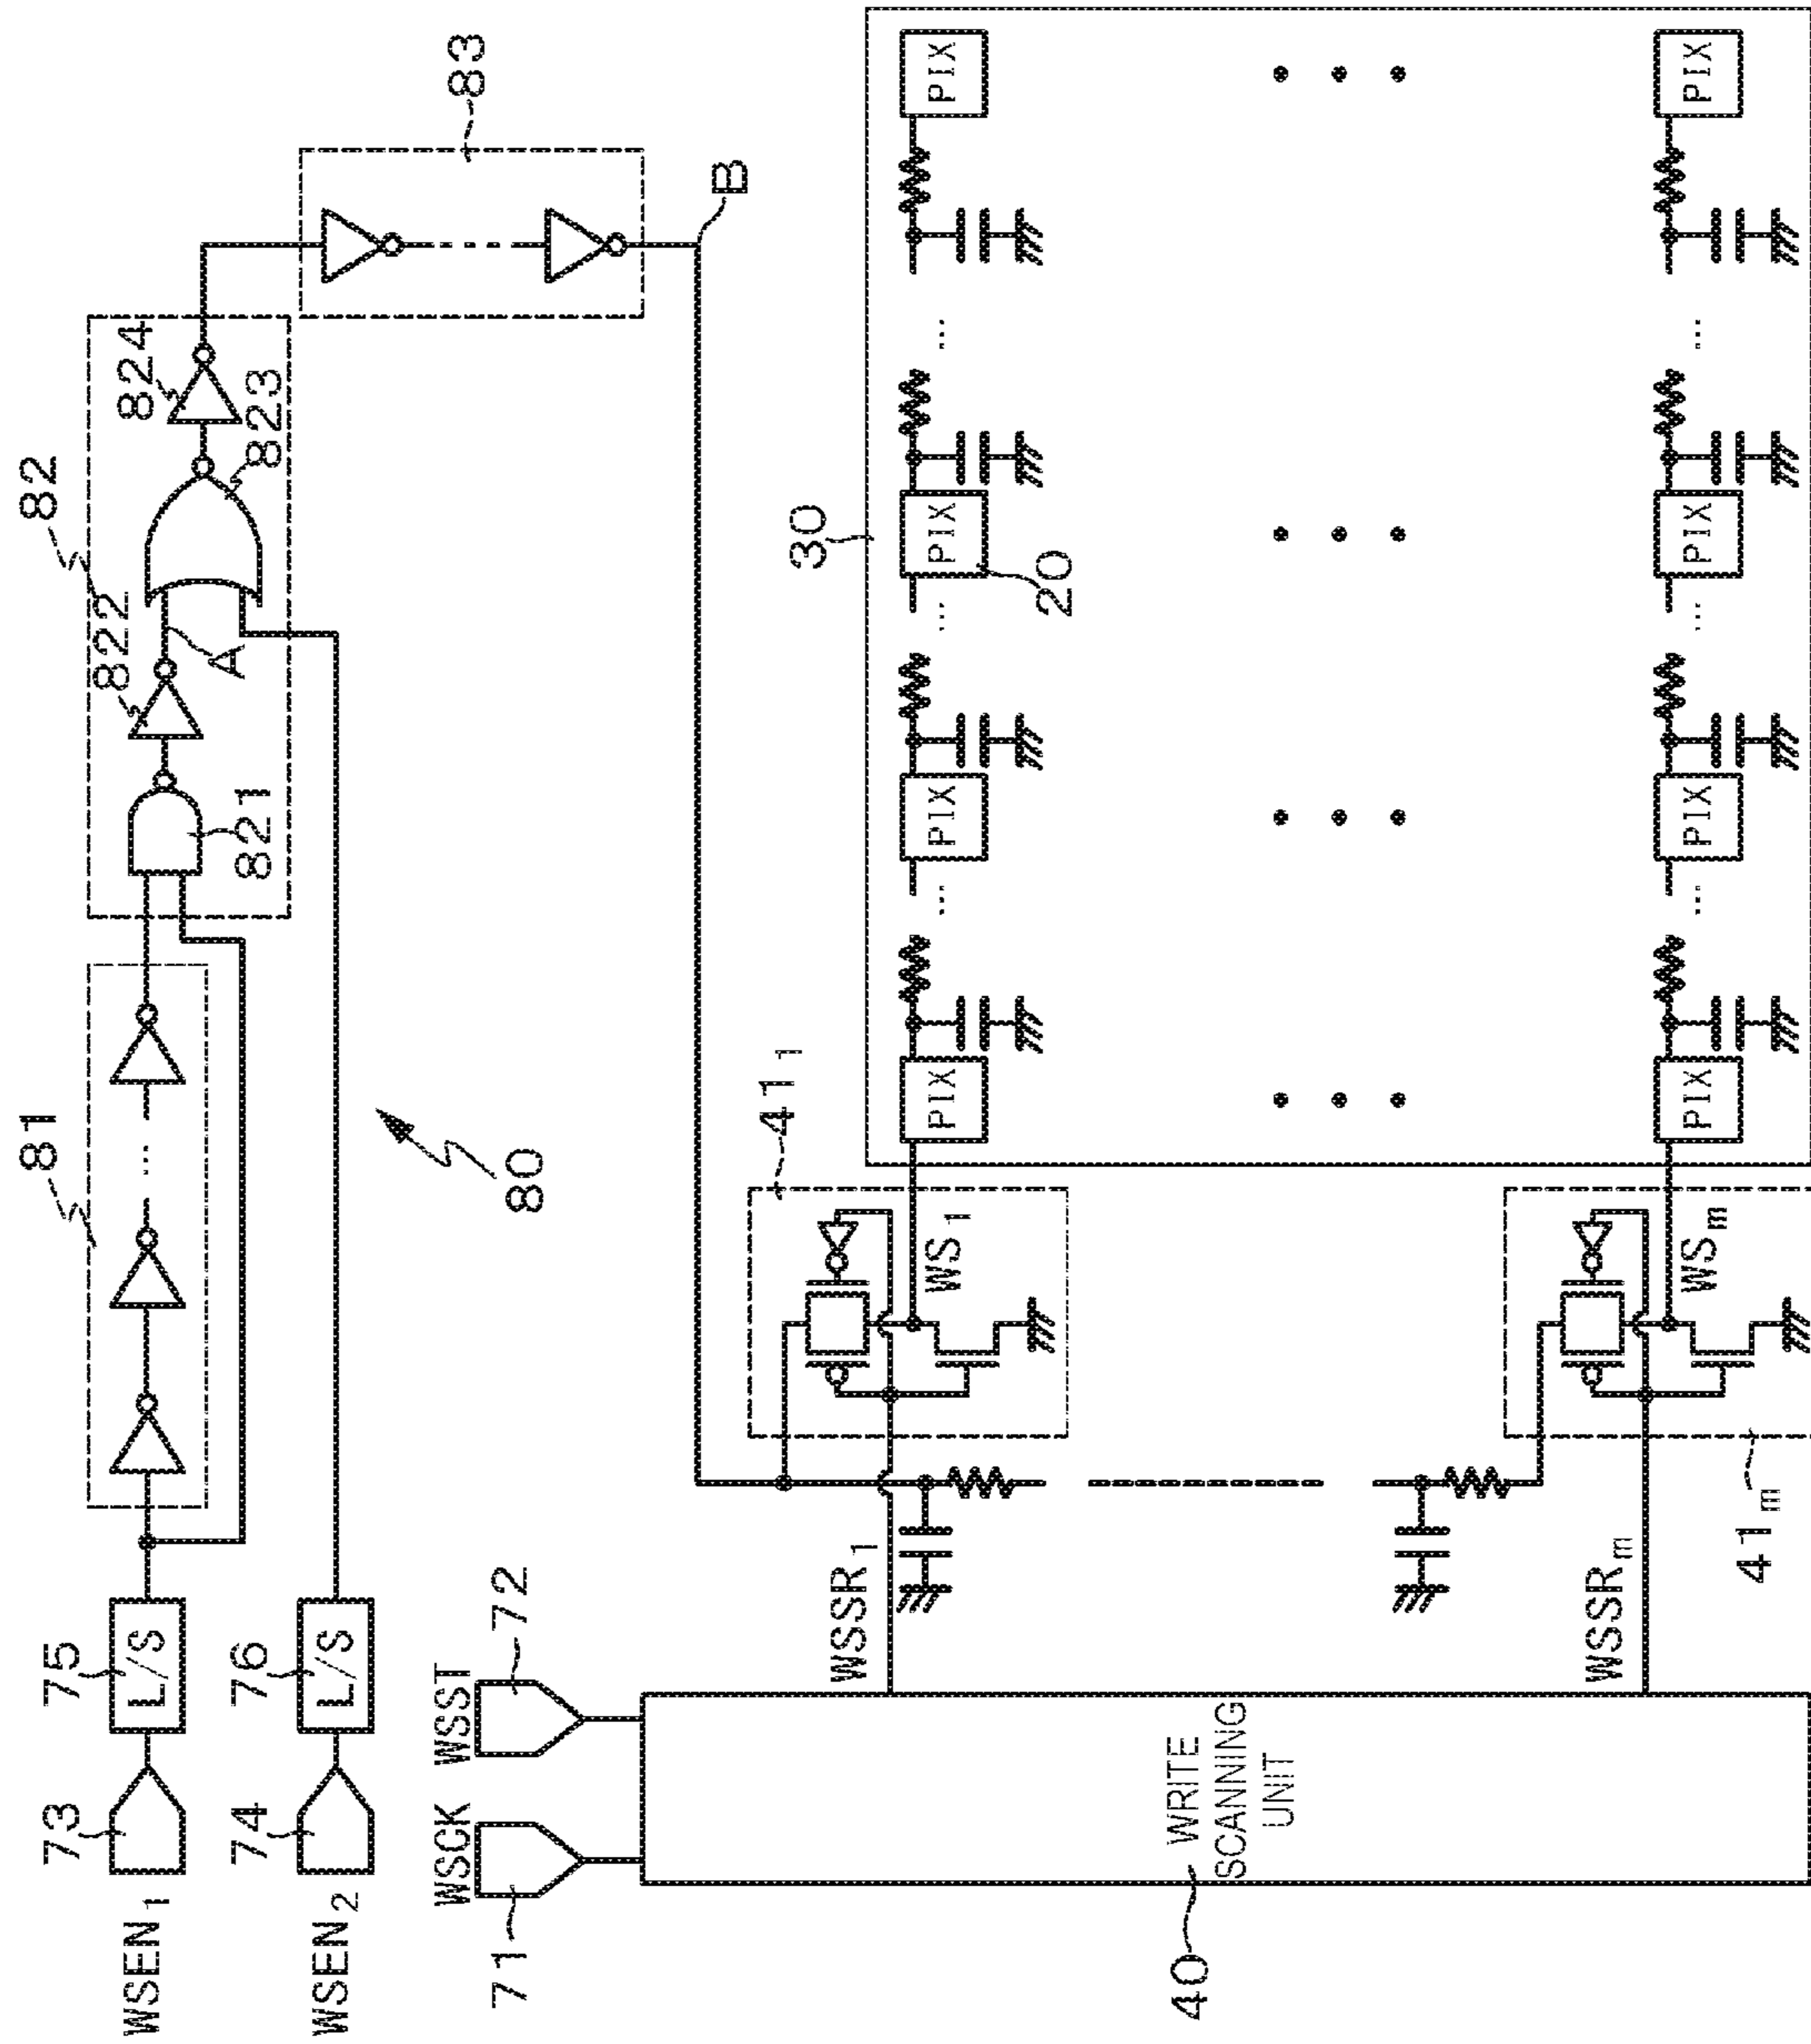 WSEN1
73
75
L/S
81
82
821
822
A
823
824
83
B
WSEN2
74
76
L/S
80
WSCK
71
WSST
72
40
WRITE
SCANNING
UNIT
WSSR1
WSSRm
411
WS1
41m
WSm
30
20
PIX
...
PIX
...
PIX
...
PIX
PIX
...
PIX
...
PIX
...
PIX